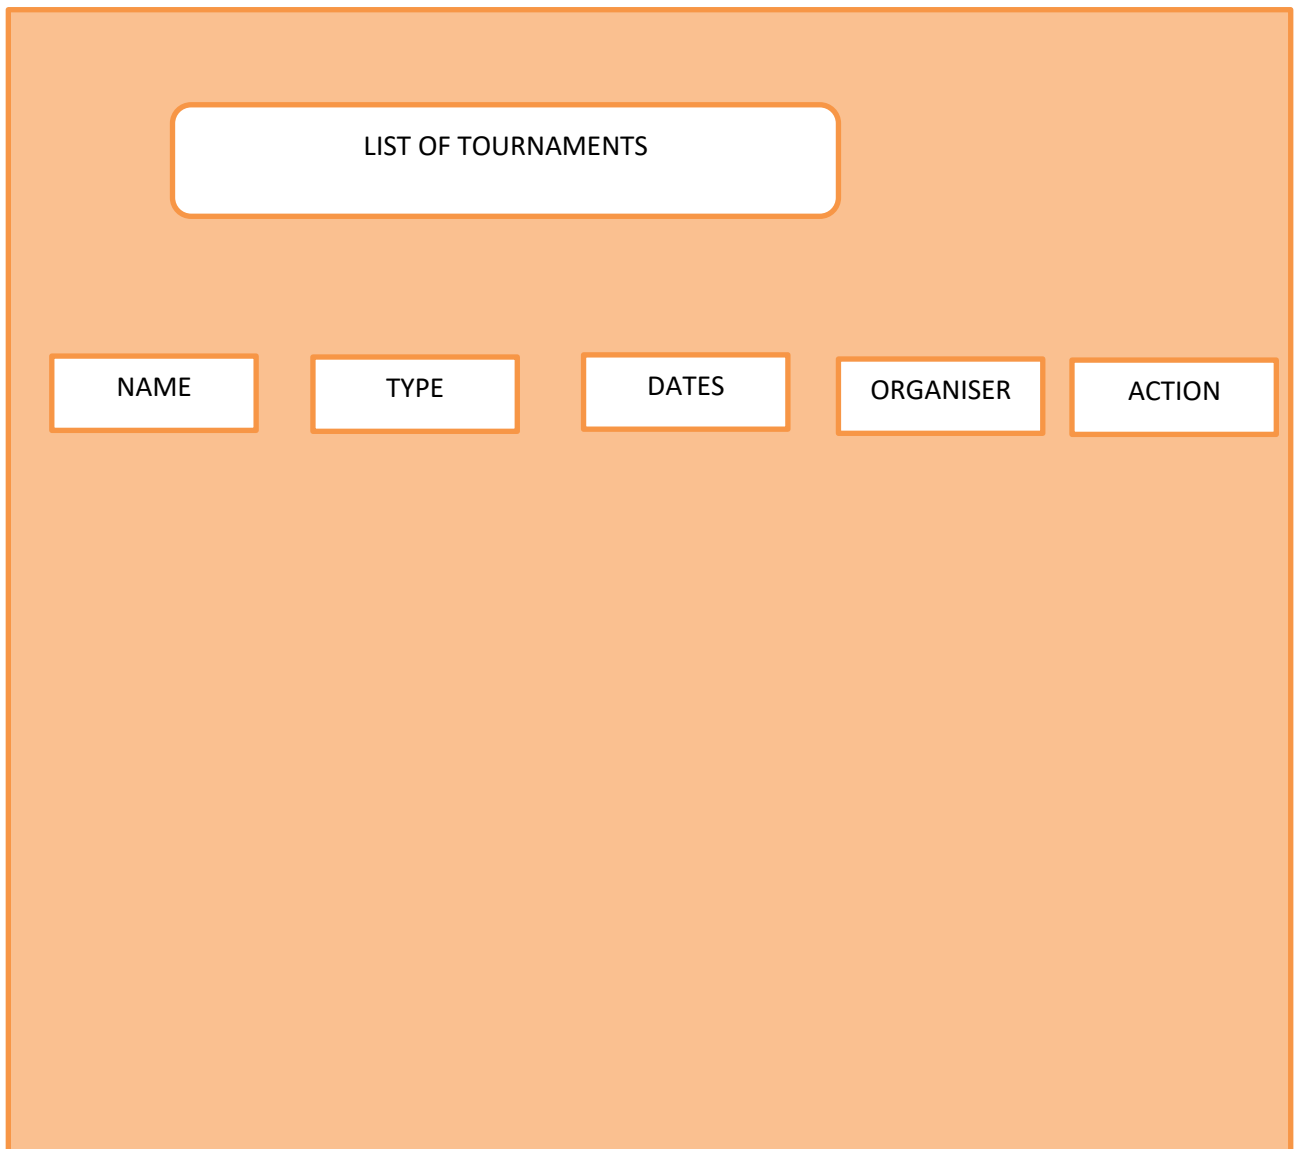 LIST OF TOURNAMENTS
NAME
TYPE
DATES
ORGANISER
ACTION